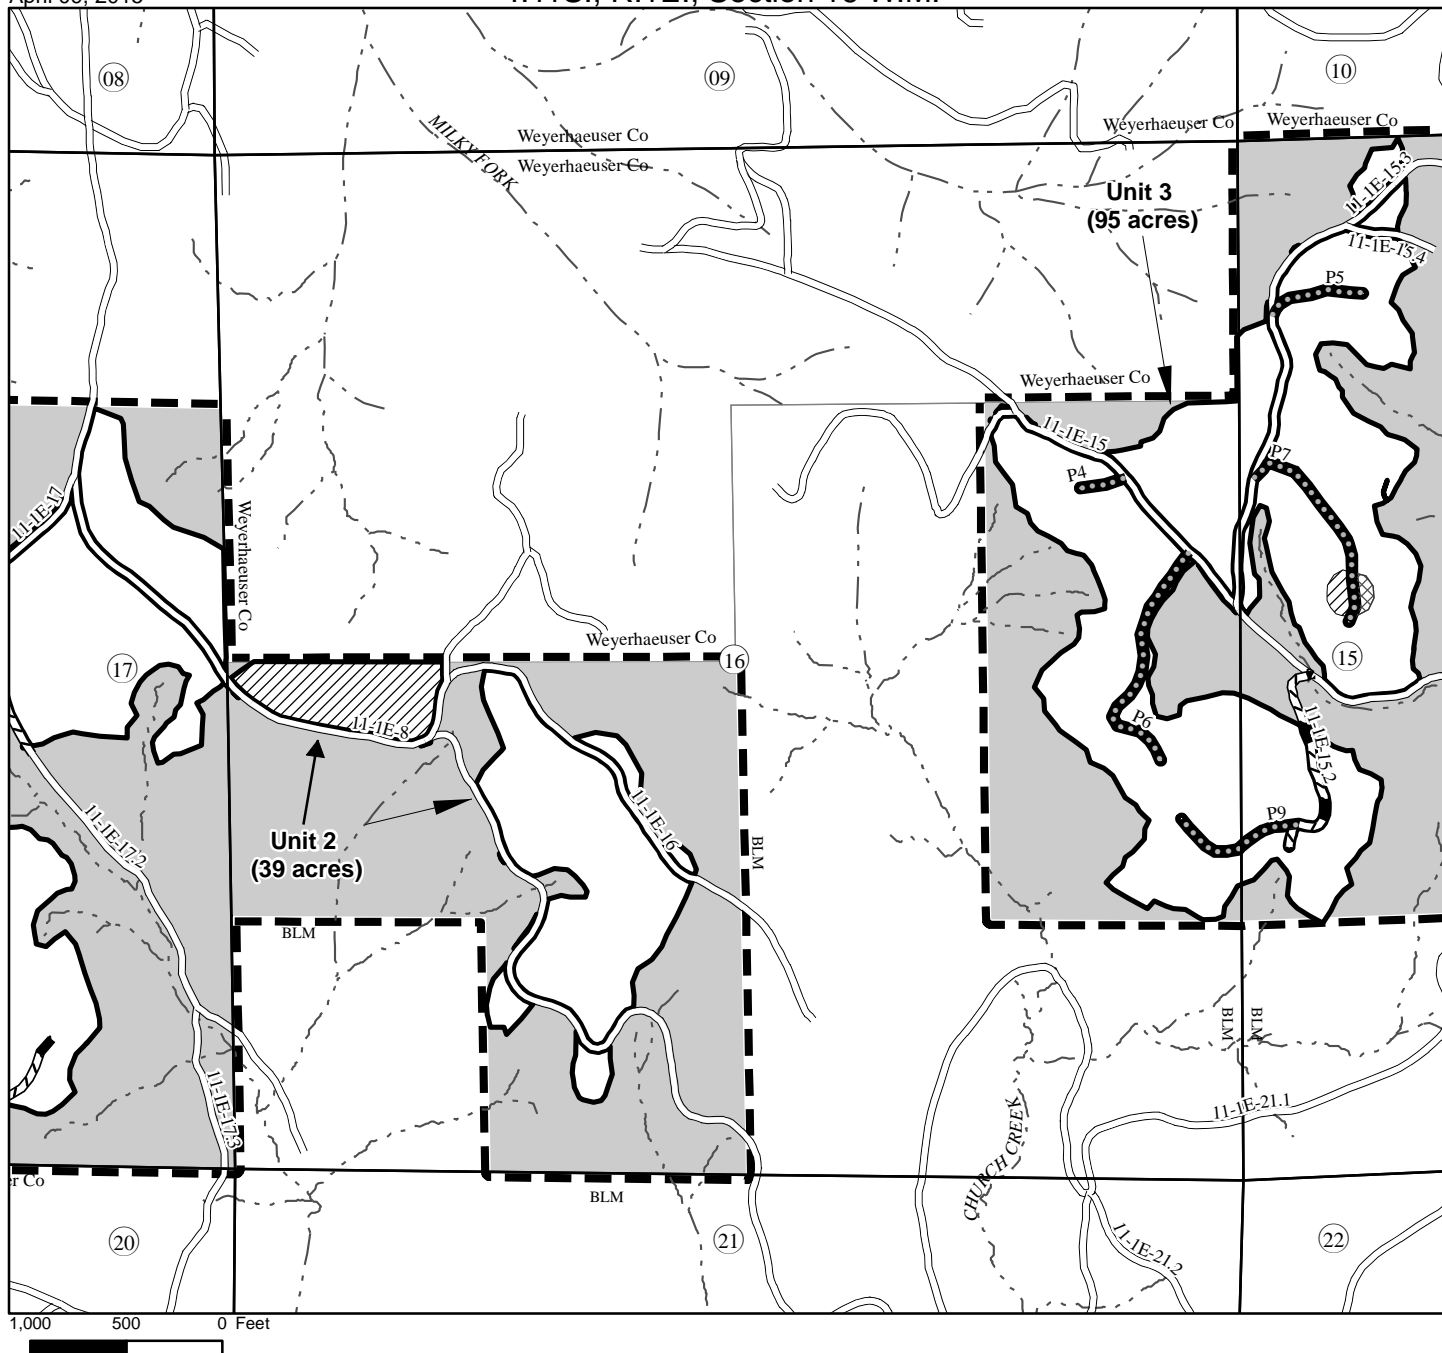 08
09
10
Weyerhaeuser Co
Weyerhaeuser Co
Weyerhaeuser Co
Weyerhaeuser Co
MILKY FORK
Unit 3
(95 acres)
11-1E-15.3
11-1E-15.4
P5
Weyerhaeuser Co
11-1E-15
P4
P7
11-1E-17
Weyerhaeuser Co
Weyerhaeuser Co
16
17
15
11-1E-8
P6
11-1E-15.2
Unit 2
(39 acres)
11-1E-16
11-1E-17.2
P9
BLM
BLM
BLM
BLM
11-1E-17.3
11-1E-21.1
CHURCH CREEK
er Co
BLM
20
21
22
11-1E-21.2
1,000 500 0 Feet